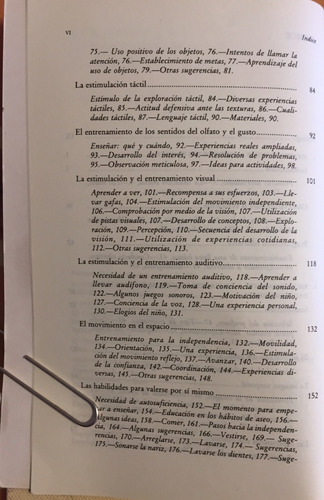 VI
Índice
75.— Uso positivo de los objetos, 76.—Intentos de llamar la
atención, 76.—Establecimiento de metas, 77.—Aprendizaje del
uso de objetos, 79.—Otras sugerencias, 81.
La estimulación táctil 84
Estímulo de la exploración táctil, 84.—Diversas experiencias
táctiles, 85.—Actitud defensiva ante las texturas, 86.—Cuali-
dades táctiles, 87.—Lenguaje táctil, 90.—Materiales, 90.
El entrenamiento de los sentidos del olfato y el gusto 92
Enseñar: qué y cuándo, 92.—Experiencias reales ampliadas,
93.—Desarrollo del interés, 94.—Resolución de problemas,
95.—Observación meticulosa, 97.—Ideas para actividades, 98.
La estimulación y el entrenamiento visual 101
Aprender a ver, 101.—Recompensa a sus esfuerzos, 103.—Lle-
var gafas, 104.—Estimulación del movimiento independiente,
106.—Comprobación por medio de la visión, 107.—Utilización
de pistas visuales, 107.—Desarrollo de conceptos, 108.—Explo-
ración, 109.—Percepción, 110.—Secuencia del desarrollo de la
visión, 111.—Utilización de experiencias cotidianas,
112.—Otras sugerencias, 113.
La estimulación y el entrenamiento auditivo 118
Necesidad de un entrenamiento auditivo, 118.—Aprender a
llevar audífono, 119.—Toma de conciencia del sonido,
122.—Algunos juegos sonoros, 123.—Motivación del niño,
127.—Conciencia de la voz, 128.—Una experiencia personal,
130.—Elogios del niño, 131.
El movimiento en el espacio 132
Entrenamiento para la independencia, 132.—Movilidad,
134.—Orientación, 135.—Una visita, 136.—Estimula-
ción del movimiento reflejo, 137.—Avanzar, 140.—Desarrollo
de la confianza, 142.—Coordinación, 144.—Experiencias di-
versas, 145.—Otras sugerencias, 148.
Las habilidades para valerse por sí mismo 152
Necesidad de autosuficiencia, 152.—El momento para empe-
zar a enseñar, 154.—Educación en los hábitos de aseo, 156.—
Algunas ideas, 158.—Comer, 161.—Pasos hacia la independen-
cia, 164.—Algunas sugerencias, 166.—Vestirse, 169.— Suge-
rencias, 170.—Arreglarse, 173.—Lavarse, 174.— Sugerencias,
175.—Sonarse la nariz, 176.—Lavarse los dientes, 177.—Suge-